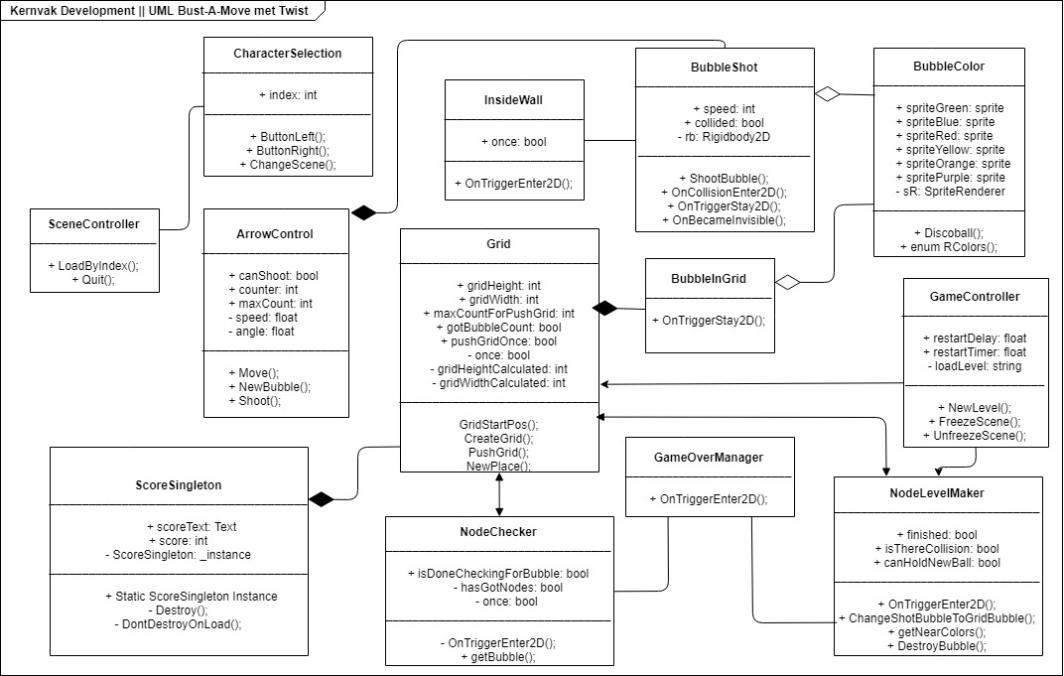 Kernvak Development || UML Bust-A-Move met Twist
CharacterSelection
+ index: int
+ ButtonLeft();
+ ButtonRight();
+ ChangeScene();
InsideWall
+ once: bool
+ OnTriggerEnter2D();
BubbleShot
+ speed: int
+ collided: bool
- rb: Rigidbody2D
+ ShootBubble();
+ OnCollisionEnter2D();
+ OnTriggerStay2D();
+ OnBecameInvisible();
BubbleColor
+ spriteGreen: sprite
+ spriteBlue: sprite
+ spriteRed: sprite
+ spriteYellow: sprite
+ spriteOrange: sprite
+ spritePurple: sprite
- sR: SpriteRenderer
+ Discoball();
+ enum RColors();
SceneController
+ LoadByIndex();
+ Quit();
ArrowControl
+ canShoot: bool
+ counter: int
+ maxCount: int
- speed: float
- angle: float
+ Move();
+ NewBubble();
+ Shoot();
Grid
+ gridHeight: int
+ gridWidth: int
+ maxCountForPushGrid: int
+ gotBubbleCount: bool
+ pushGridOnce: bool
- once: bool
- gridHeightCalculated: int
- gridWidthCalculated: int
GridStartPos();
CreateGrid();
PushGrid();
NewPlace();
BubbleInGrid
+ OnTriggerStay2D();
GameController
+ restartDelay: float
+ restartTimer: float
- loadLevel: string
+ NewLevel();
+ FreezeScene();
+ UnfreezeScene();
ScoreSingleton
+ scoreText: Text
+ score: int
- ScoreSingleton: _instance
+ Static ScoreSingleton Instance
- Destroy();
- DontDestroyOnLoad();
NodeChecker
+ isDoneCheckingForBubble: bool
- hasGotNodes: bool
- once: bool
- OnTriggerEnter2D();
+ getBubble();
GameOverManager
+ OnTriggerEnter2D();
NodeLevelMaker
+ finished: bool
+ isThereCollision: bool
+ canHoldNewBall: bool
+ OnTriggerEnter2D();
+ ChangeShotBubbleToGridBubble();
+ getNearColors();
+ DestroyBubble();